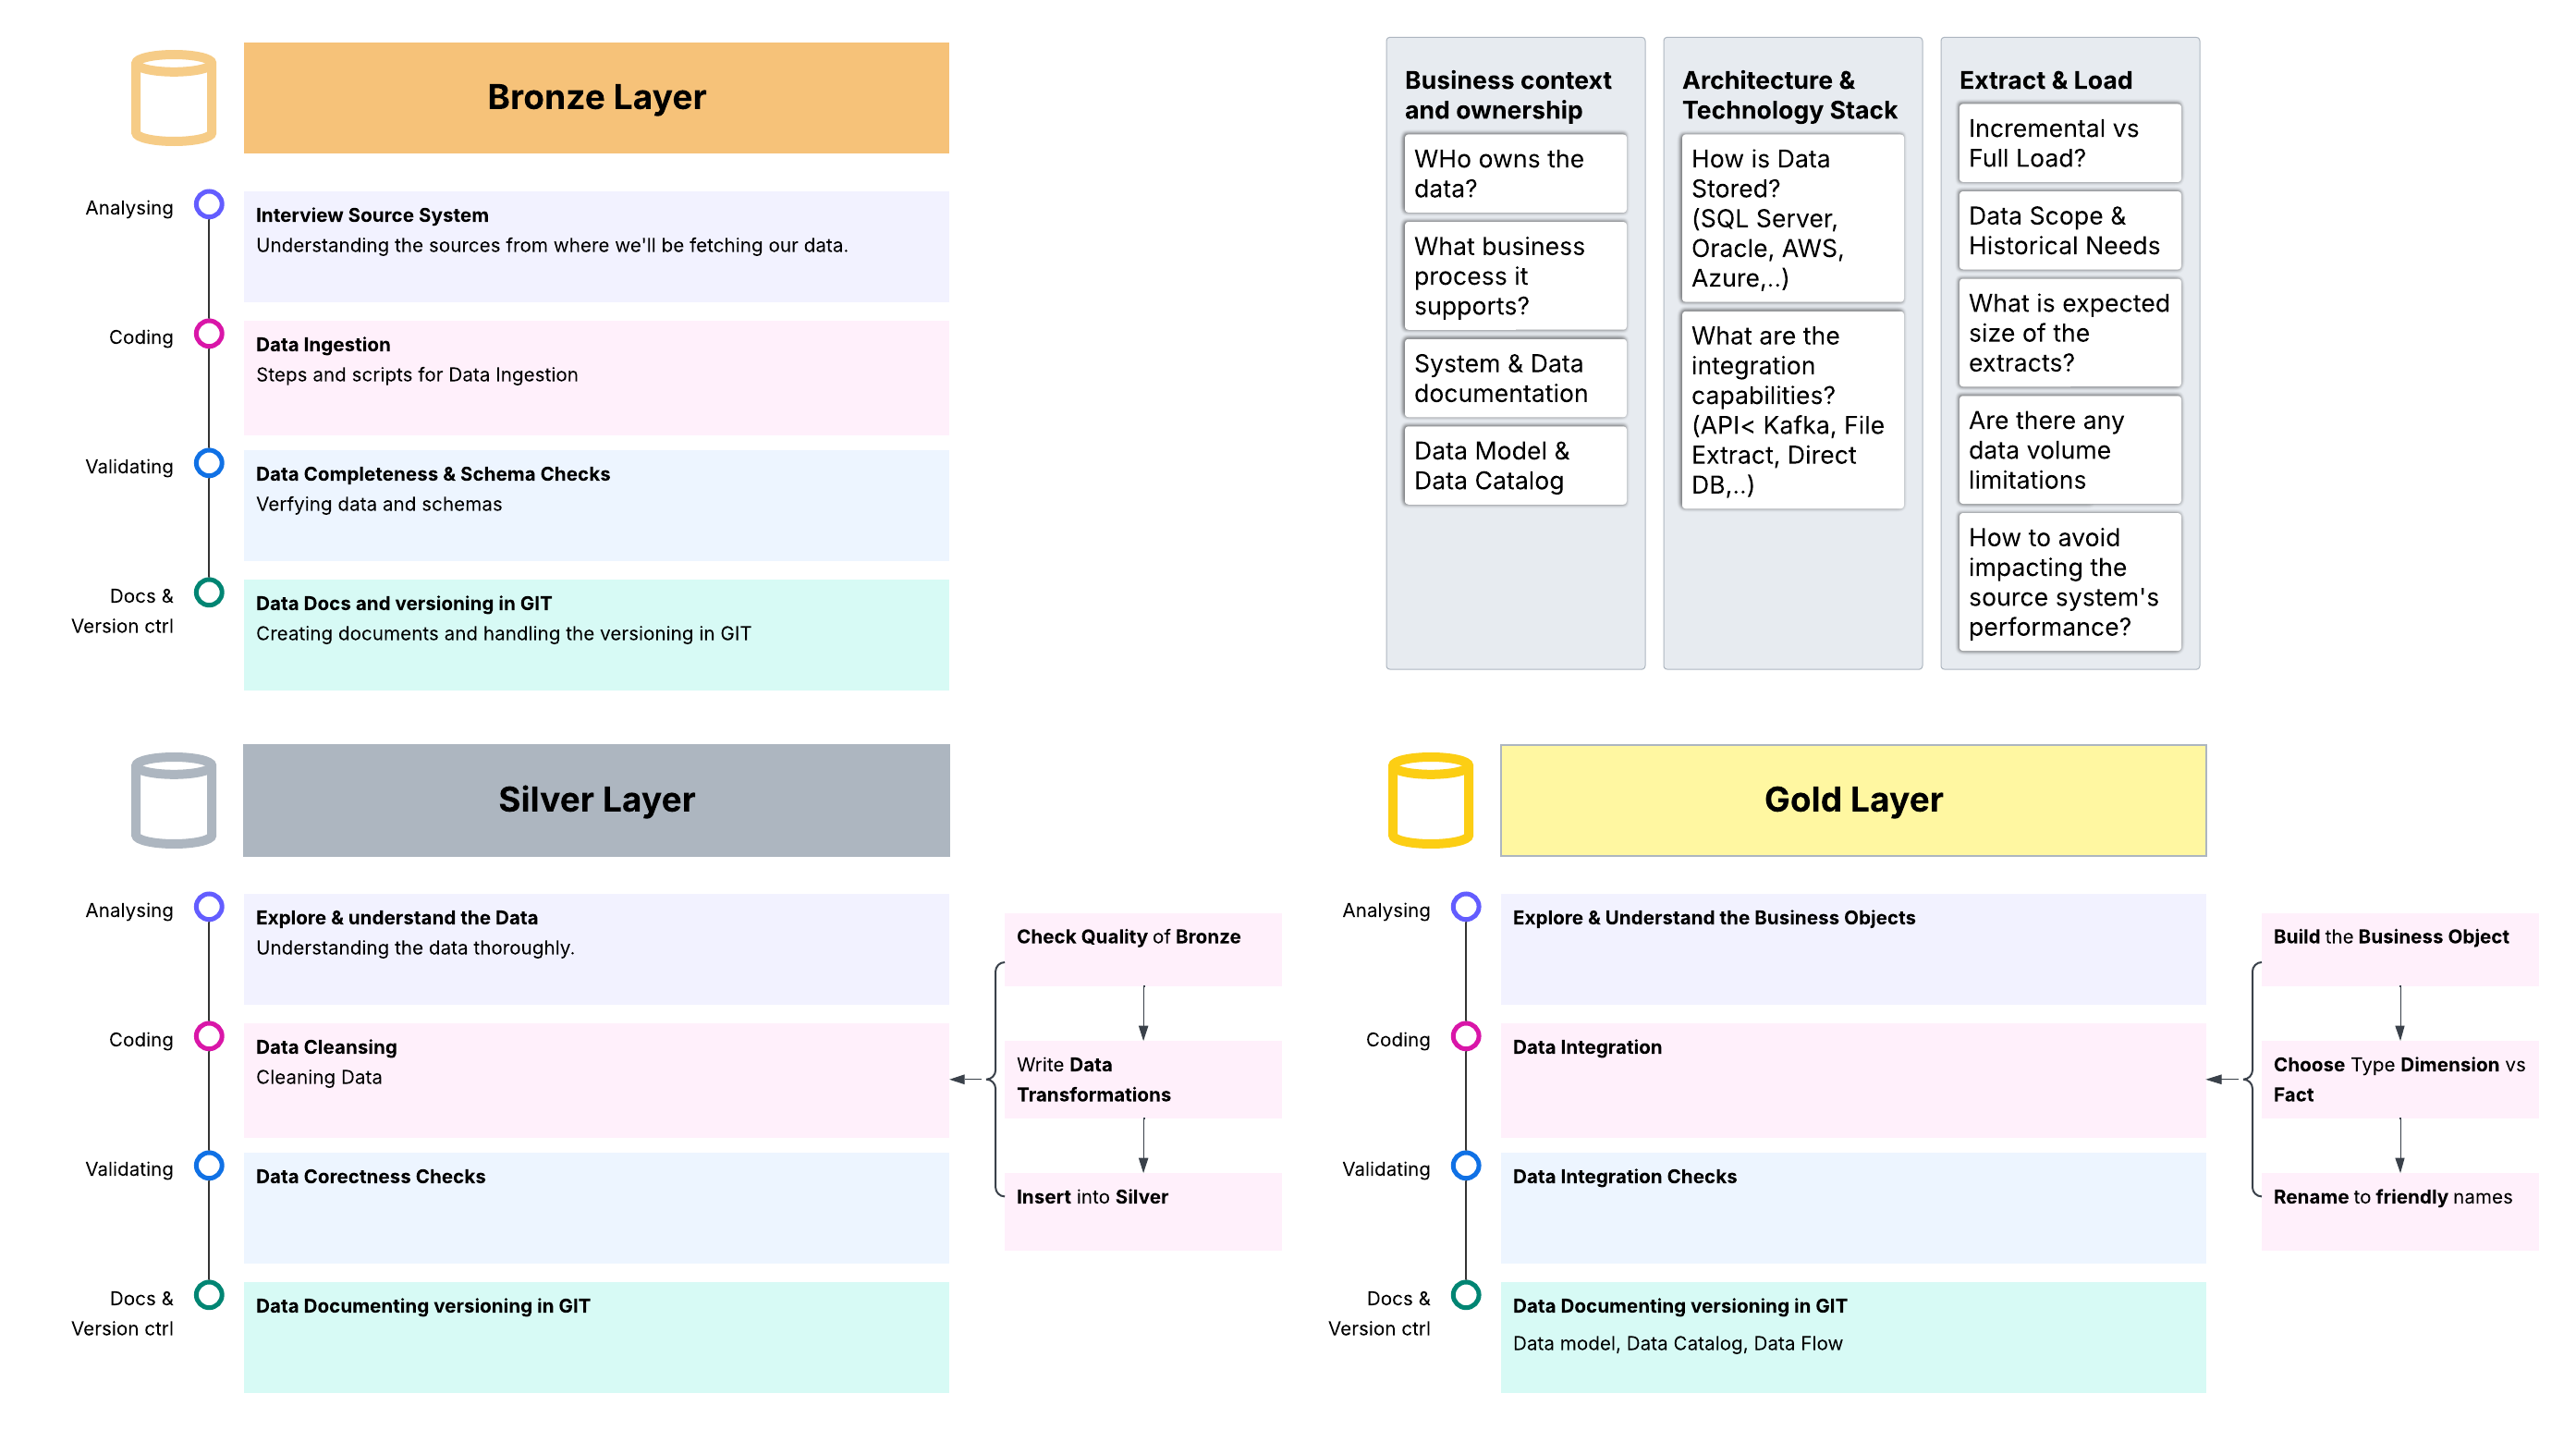 Bronze Layer
Analysing
Interview Source System
Understanding the sources from where we'll be fetching our data.
Coding
Data Ingestion
Steps and scripts for Data Ingestion
Validating
Data Completeness & Schema Checks
Verfying data and schemas
Docs &
Version ctrl
Data Docs and versioning in GIT
Creating documents and handling the versioning in GIT
Business context
and ownership
WHo owns the
data?
What business
process it
supports?
System & Data
documentation
Data Model &
Data Catalog
Architecture &
Technology Stack
How is Data
Stored?
(SQL Server,
Oracle, AWS,
Azure,..)
What are the
integration
capabilities?
(API< Kafka, File
Extract, Direct
DB,..)
Extract & Load
Incremental vs
Full Load?
Data Scope &
Historical Needs
What is expected
size of the
extracts?
Are there any
data volume
limitations
How to avoid
impacting the
source system's
performance?
Silver Layer
Analysing
Explore & understand the Data
Understanding the data thoroughly.
Coding
Data Cleansing
Cleaning Data
Validating
Data Corectness Checks
Docs &
Version ctrl
Data Documenting versioning in GIT
Check Quality of Bronze
Write Data
Transformations
Insert into Silver
Gold Layer
Analysing
Explore & Understand the Business Objects
Coding
Data Integration
Validating
Data Integration Checks
Docs &
Version ctrl
Data Documenting versioning in GIT
Data model, Data Catalog, Data Flow
Build the Business Object
Choose Type Dimension vs
Fact
Rename to friendly names